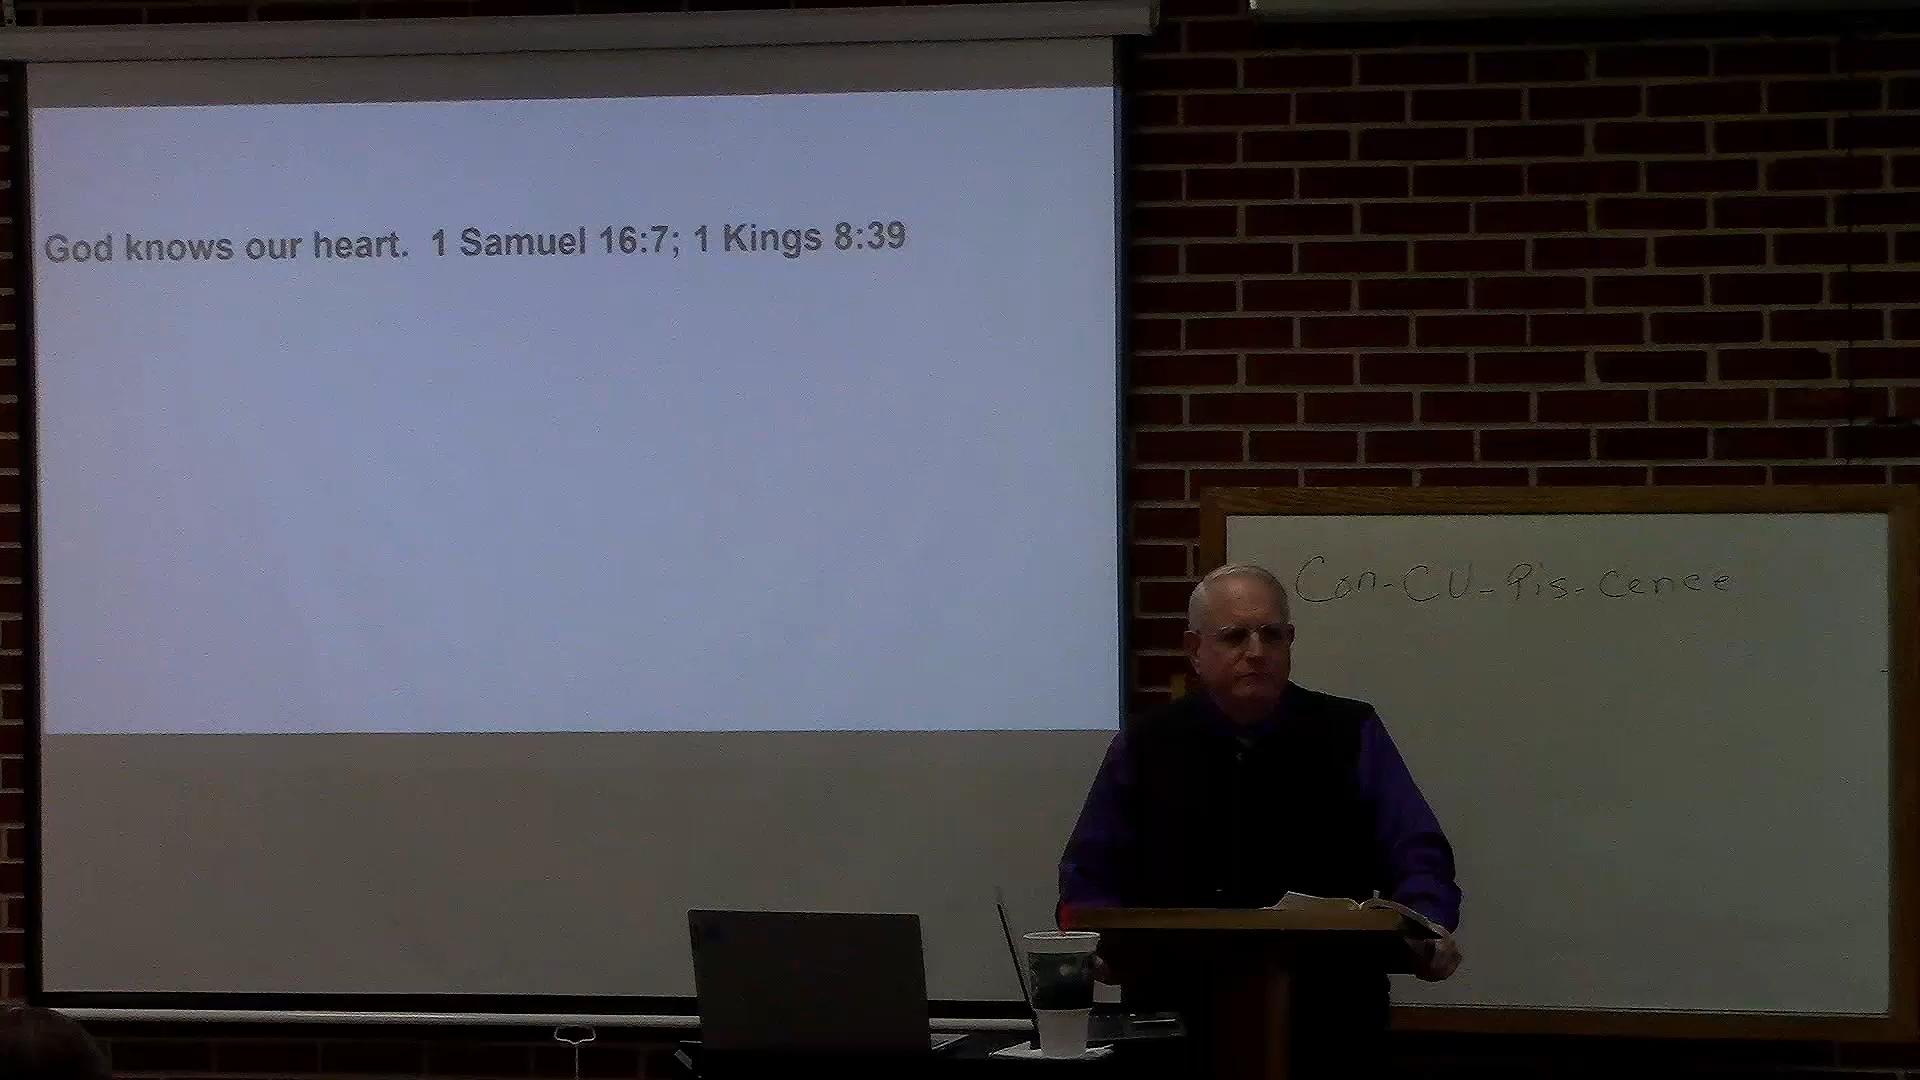 God knows our heart.  1 Samuel 16:7; 1 Kings 8:39
Con-CU-Pis-Cence